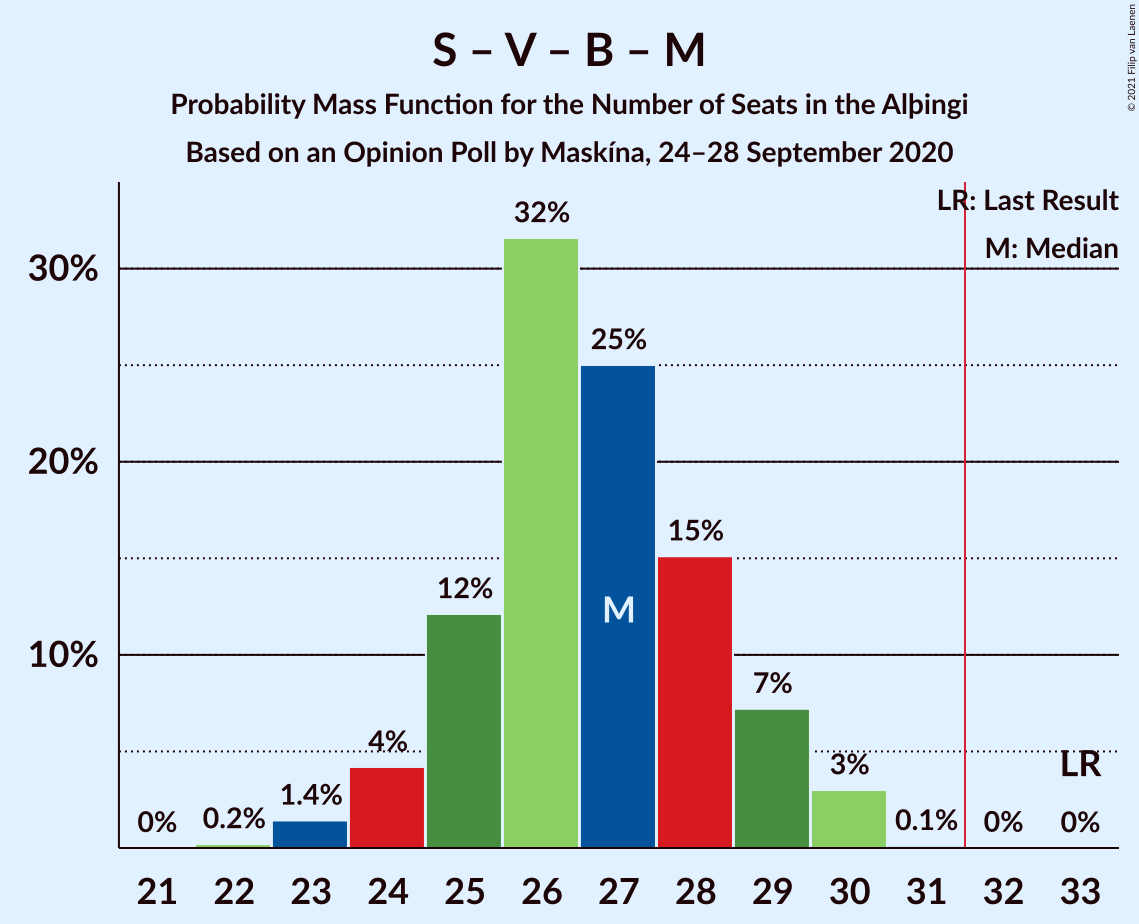 S – V – B – M
Probability Mass Function for the Number of Seats in the Alþingi
Based on an Opinion Poll by Maskína, 24–28 September 2020
© 2021 Filip van Laenen
LR: Last Result
M: Median
30%
20%
10%
0%
0.2%
1.4%
4%
12%
32%
25%
M
15%
7%
3%
0.1%
0%
LR
0%
21 22 23 24 25 26 27 28 29 30 31 32 33